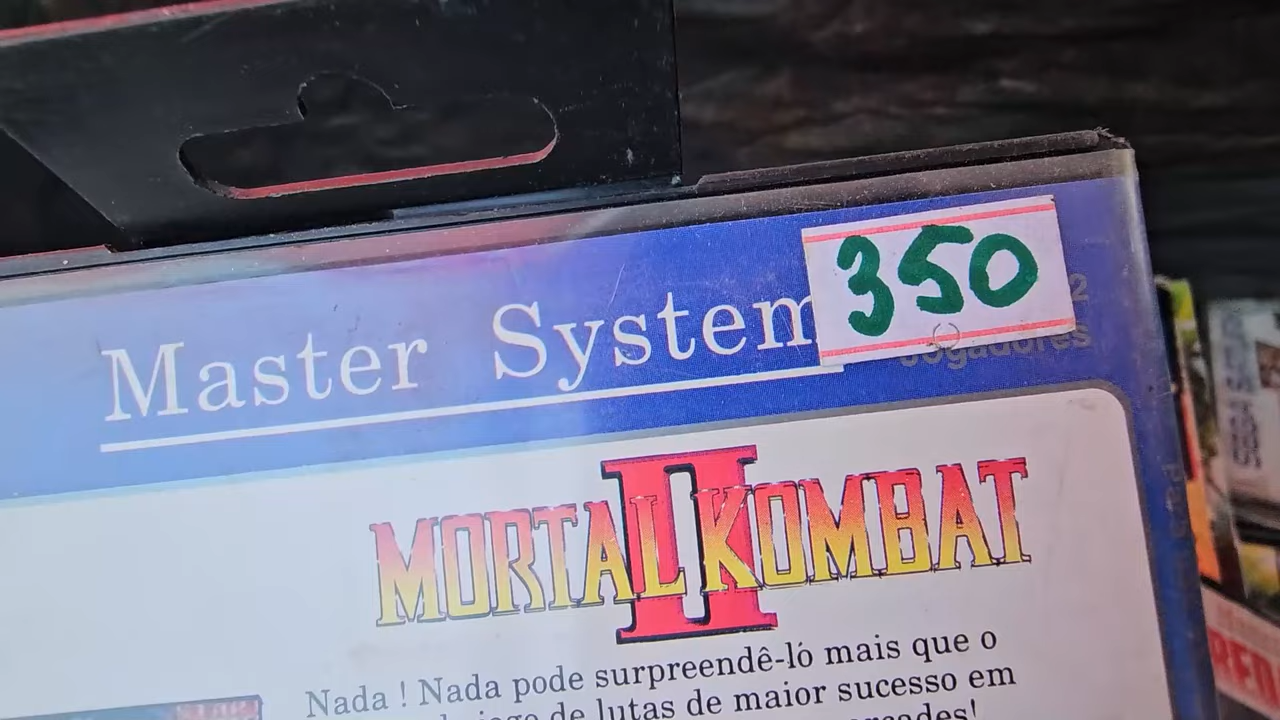 350
Master System
2
Jogadores
MORTAL KOMBAT
II
Nada ! Nada pode surpreendê-ló mais que o
de lutas de maior sucesso em